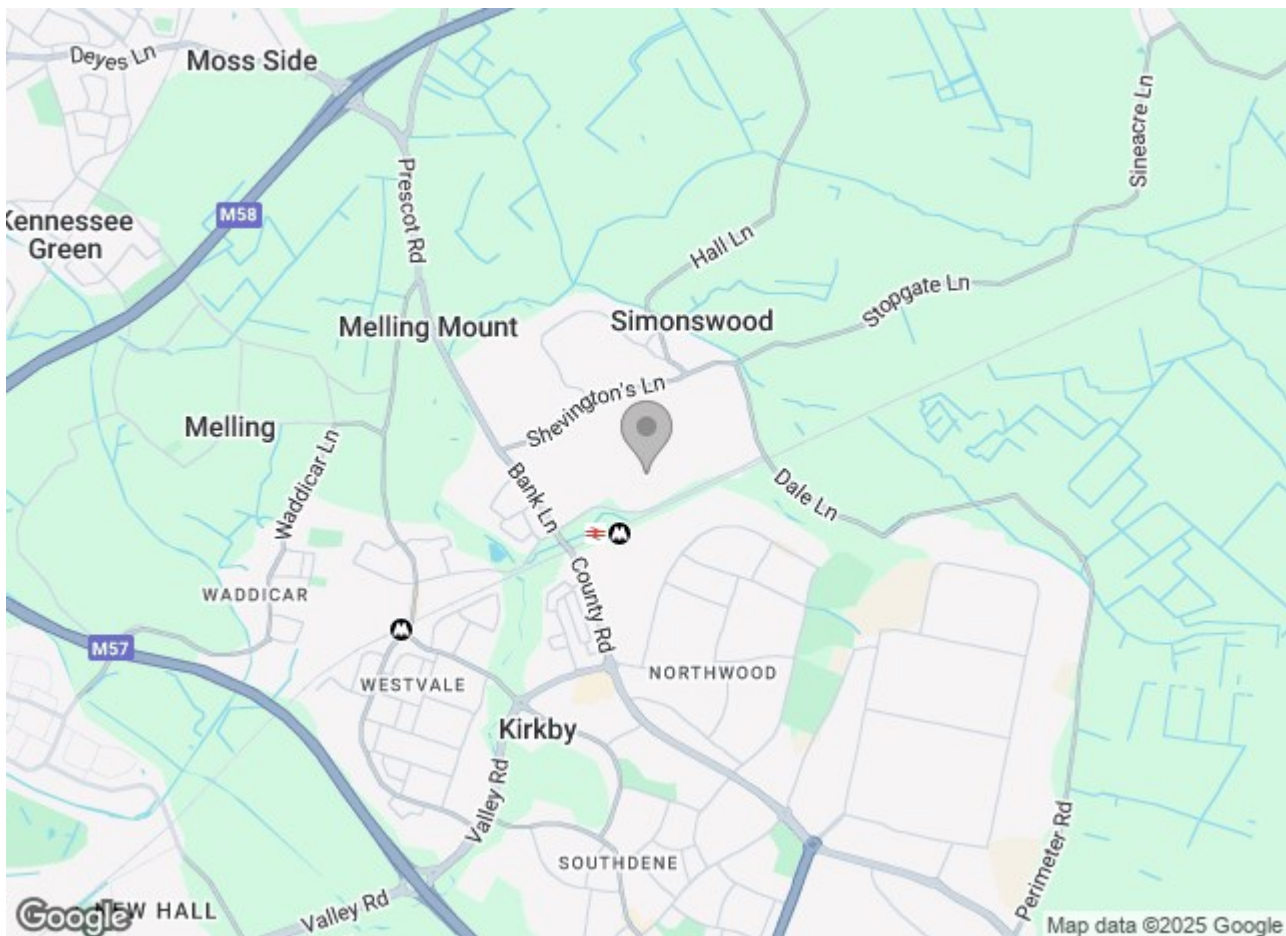 Deyes Ln
Moss Side
M58
Kennessee
Green
Prescot Rd
Sineacre Ln
Hall Ln
Stopgate Ln
Melling Mount
Simonswood
Shevington's Ln
Melling
Waddicar Ln
Bank Ln
Dale Ln
WADDICAR
County Rd
M57
WESTVALE
NORTHWOOD
Kirkby
Valley Rd
SOUTHDENE
Perimeter Rd
NEW HALL
Valley Rd
Google
Map data ©2025 Google